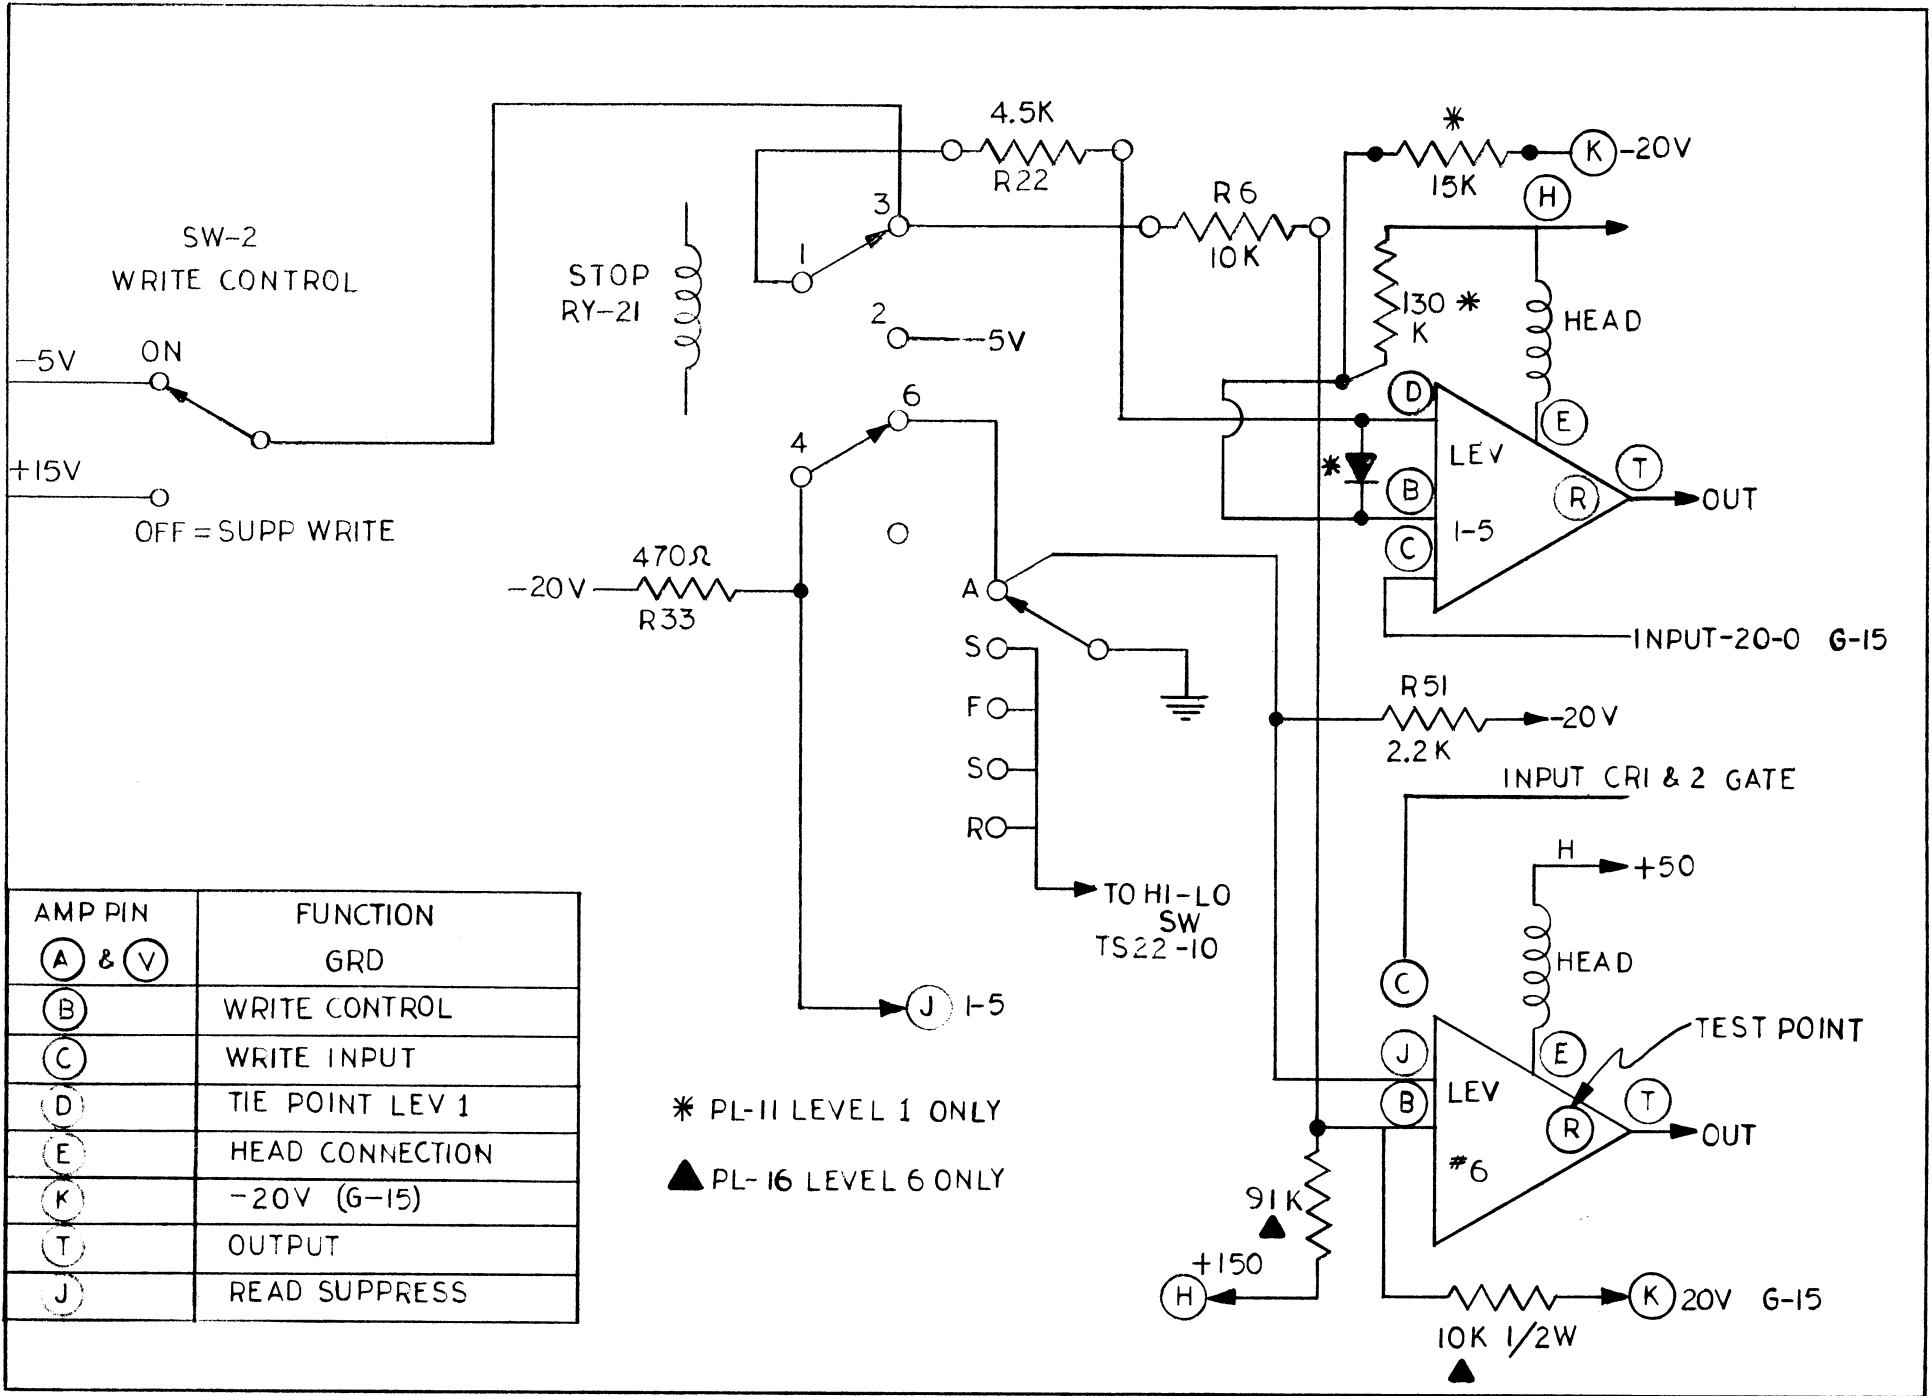 4.5K
R22
*
15K
K
-20V
H
R6
10K
3
1
SW-2
WRITE CONTROL
STOP
RY-21
2
-5V
130 *
K
HEAD
-5V
ON
+15V
OFF = SUPP WRITE
6
4
D
E
LEV
*
B
R
T
OUT
1-5
C
470Ω
-20V
R33
A
S
F
S
R
TO HI-LO
SW
TS22-10
INPUT-20-0 G-15
R51
-20V
2.2K
INPUT CR1 & 2 GATE
H
+50
HEAD
C
TEST POINT
J
E
LEV
B
R
T
OUT
#6
J 1-5
* PL-11 LEVEL 1 ONLY
▲ PL-16 LEVEL 6 ONLY
91K
▲
+150
H
K 20V G-15
10K 1/2W
▲
AMP PIN FUNCTION
A & V GRD
B WRITE CONTROL
C WRITE INPUT
D TIE POINT LEV 1
E HEAD CONNECTION
K -20V (G-15)
T OUTPUT
J READ SUPPRESS